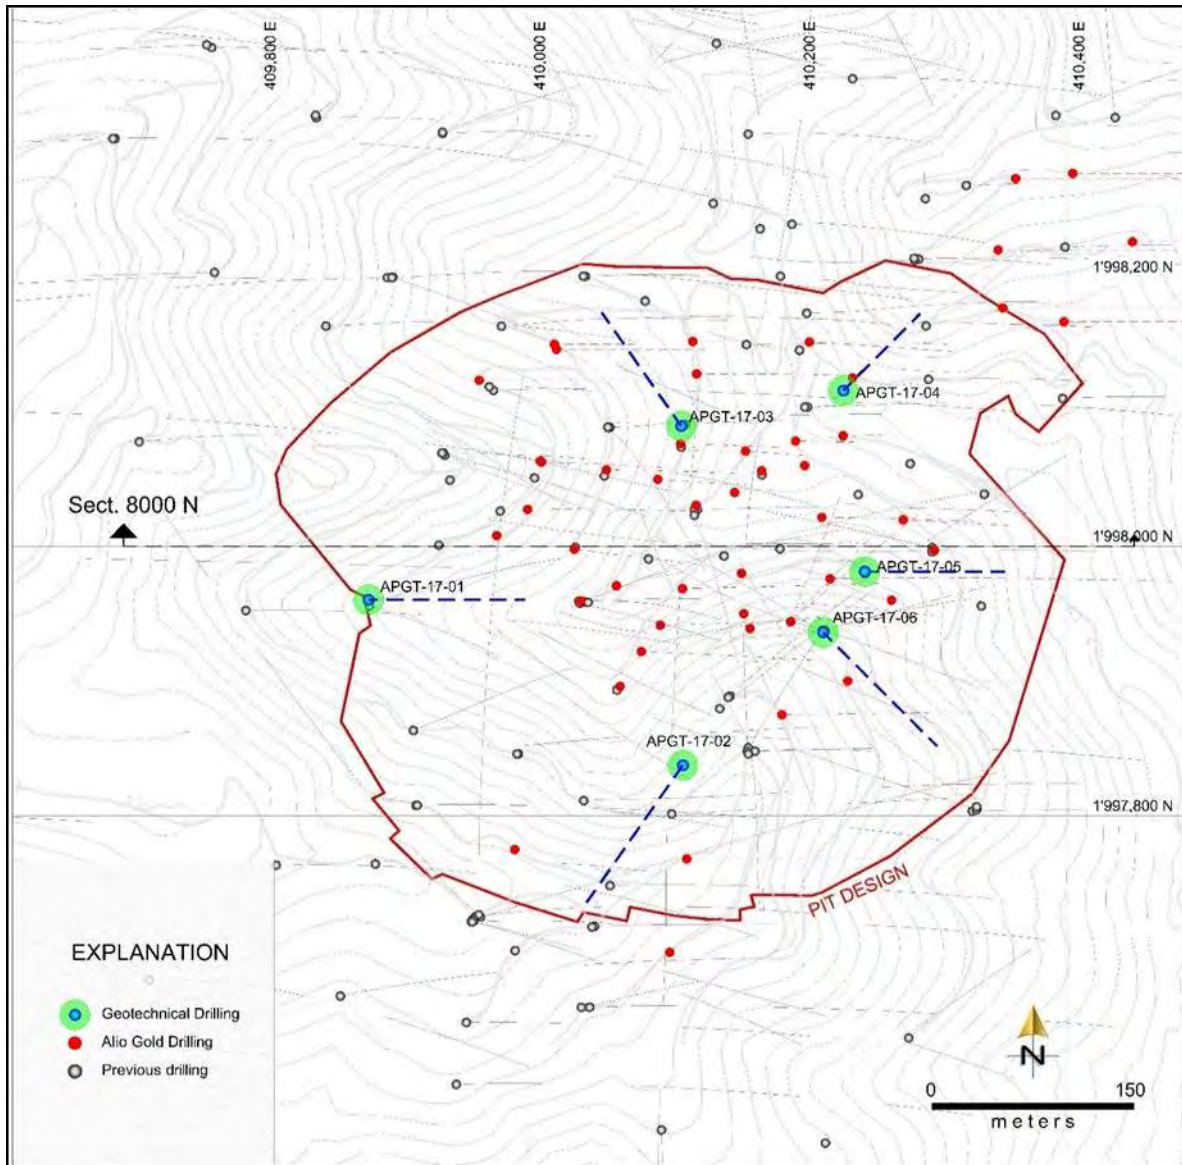 409,800 E
410,000 E
410,200 E
410,400 E
1'998,200 N
APGT-17-04
APGT-17-03
Sect. 8000 N
1'998,000 N
APGT-17-05
APGT-17-01
APGT-17-06
APGT-17-02
1'997,800 N
PIT DESIGN
EXPLANATION
Geotechnical Drilling
Alio Gold Drilling
Previous drilling
N
0 150
meters